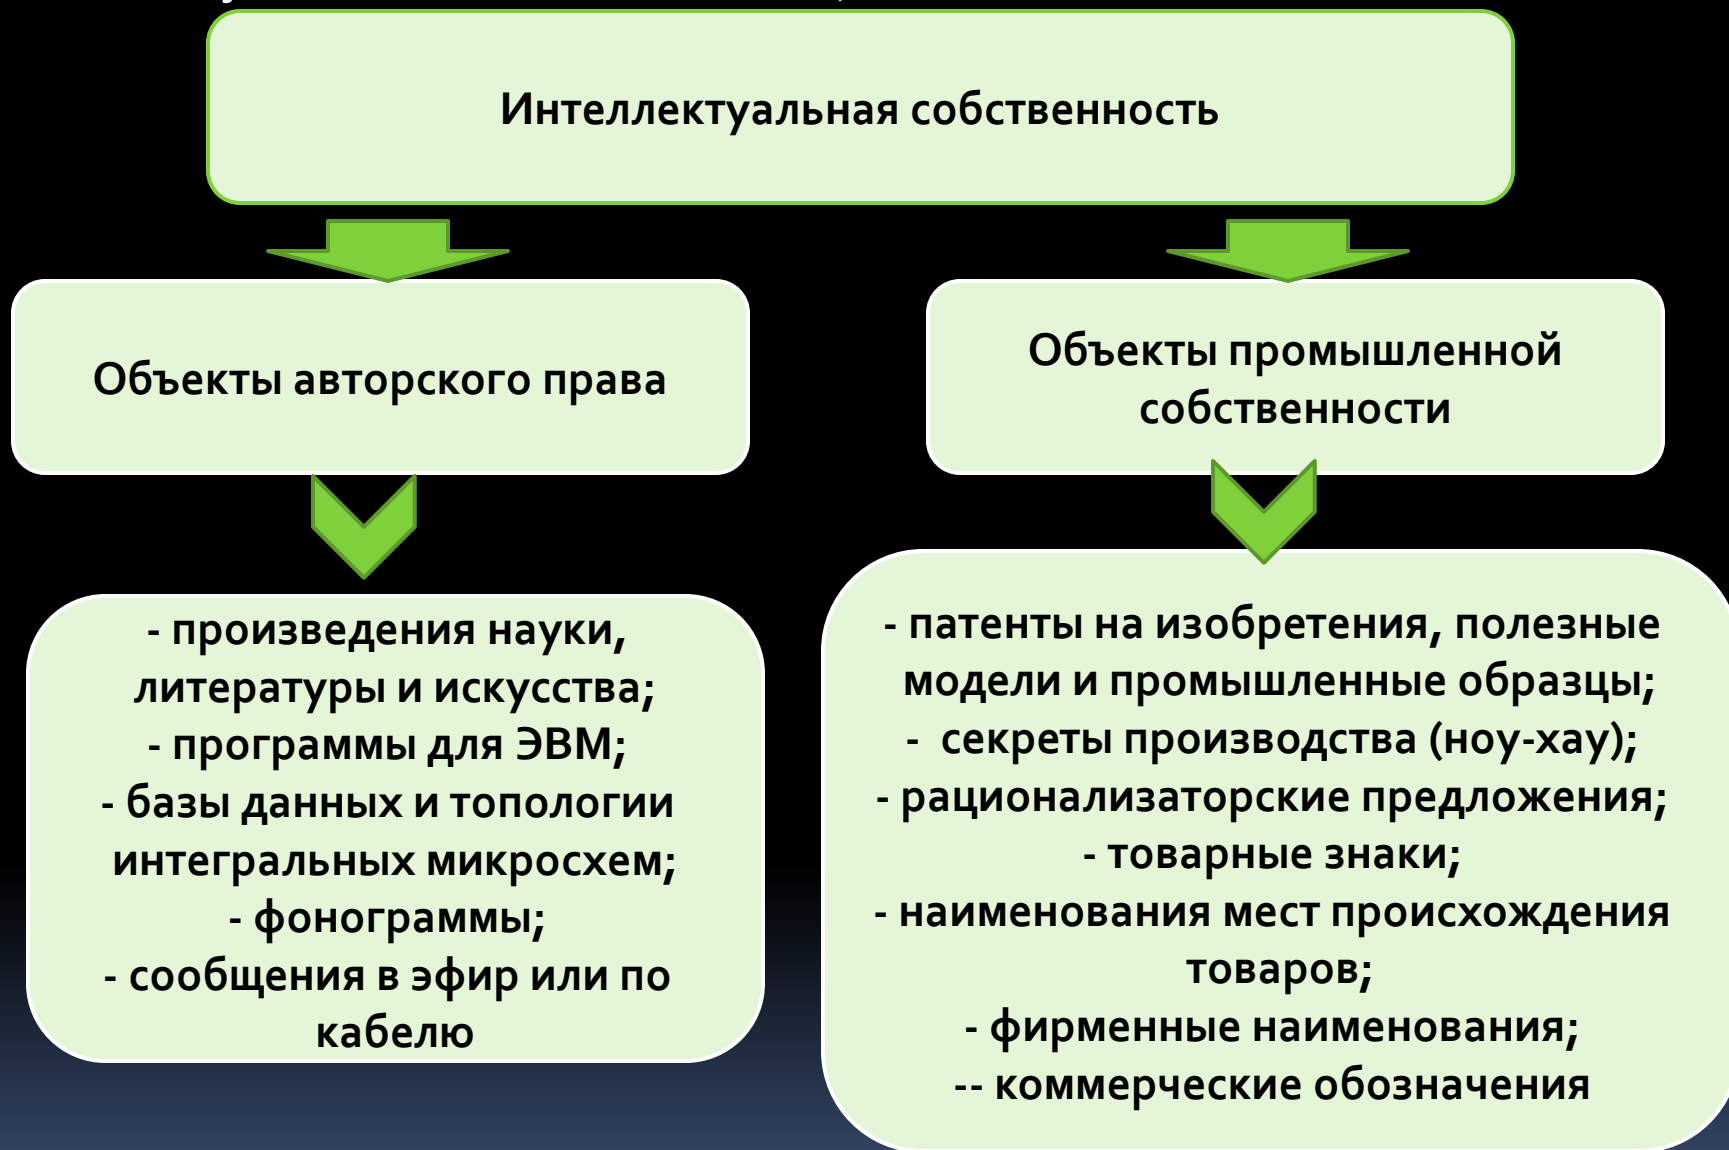 Интеллектуальная собственность
Объекты авторского права
Объекты промышленной
собственности
- произведения науки,
литературы и искусства;
- программы для ЭВМ;
- базы данных и топологии
интегральных микросхем;
- фонограммы;
- сообщения в эфир или по
кабелю
- патенты на изобретения, полезные
модели и промышленные образцы;
- секреты производства (ноу-хау);
- рационализаторские предложения;
- товарные знаки;
- наименования мест происхождения
товаров;
- фирменные наименования;
-- коммерческие обозначения